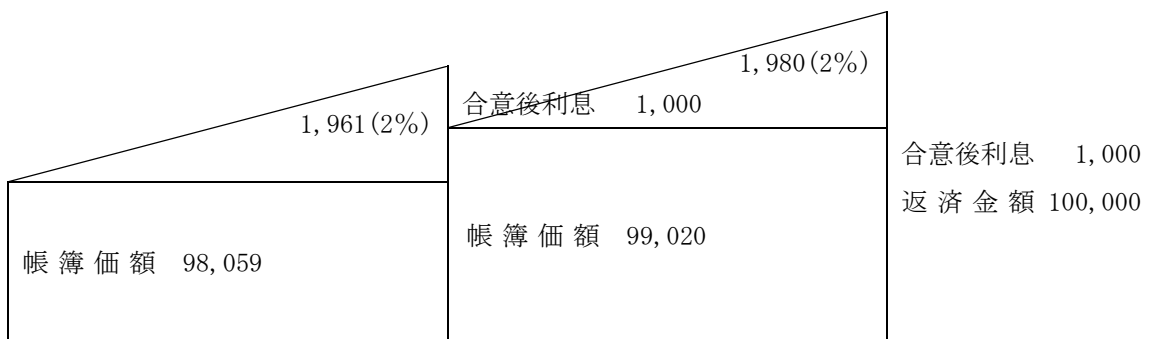 1,980(2%)
合意後利息 1,000
1,961(2%)
合意後利息 1,000
返済金額 100,000
帳簿価額 99,020
帳簿価額 98,059